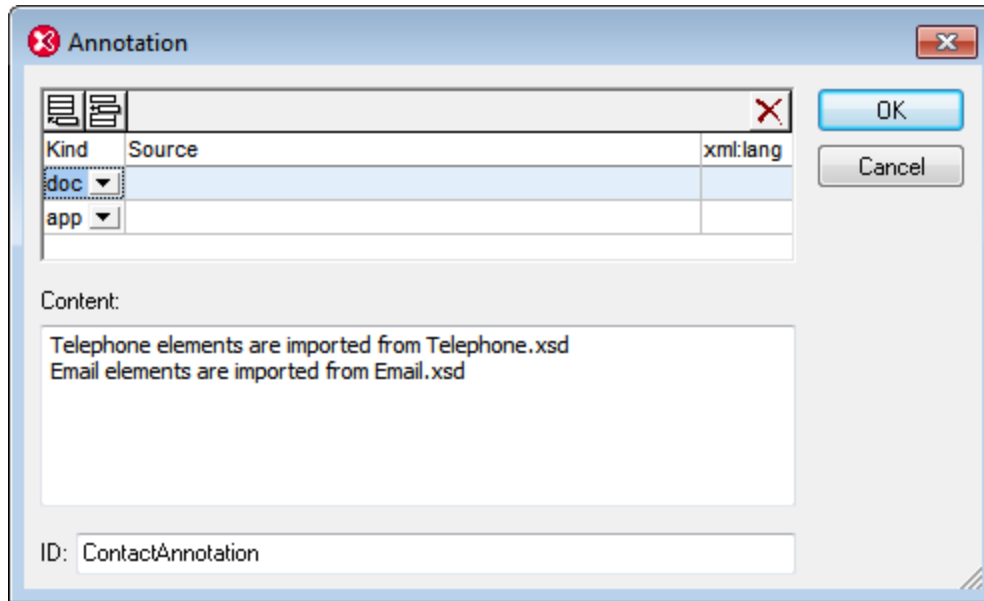 Annotation
OK
Cancel
Kind Source xml:lang
doc
app
Content:
Telephone elements are imported from Telephone.xsd
Email elements are imported from Email.xsd
ID: ContactAnnotation